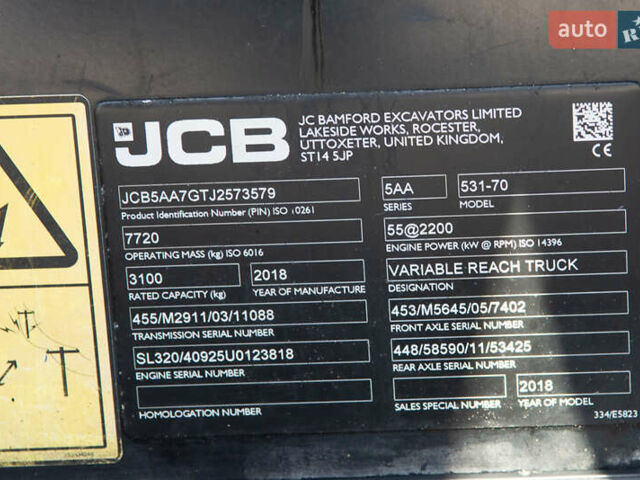 auto
R
JCB
JC BAMFORD EXCAVATORS LIMITED
LAKESIDE WORKS, ROCESTER,
UTTOXETER, UNITED KINGDOM,
ST14 5JP
CE
JCB5AA7GTJ2573579
Product Identification Number (PIN) ISO 10261
5AA
SERIES
531-70
MODEL
7720
OPERATING MASS (kg) ISO 6016
55@2200
ENGINE POWER (kW @ RPM) ISO 14396
3100
RATED CAPACITY (kg)
2018
YEAR OF MANUFACTURE
VARIABLE REACH TRUCK
DESIGNATION
455/M2911/03/11088
TRANSMISSION SERIAL NUMBER
453/M5645/05/7402
FRONT AXLE SERIAL NUMBER
SL320/40925U0123818
ENGINE SERIAL NUMBER
448/58590/11/53425
REAR AXLE SERIAL NUMBER
HOMOLOGATION NUMBER
SALES SPECIAL NUMBER
2018
YEAR OF MODEL
334/E5823